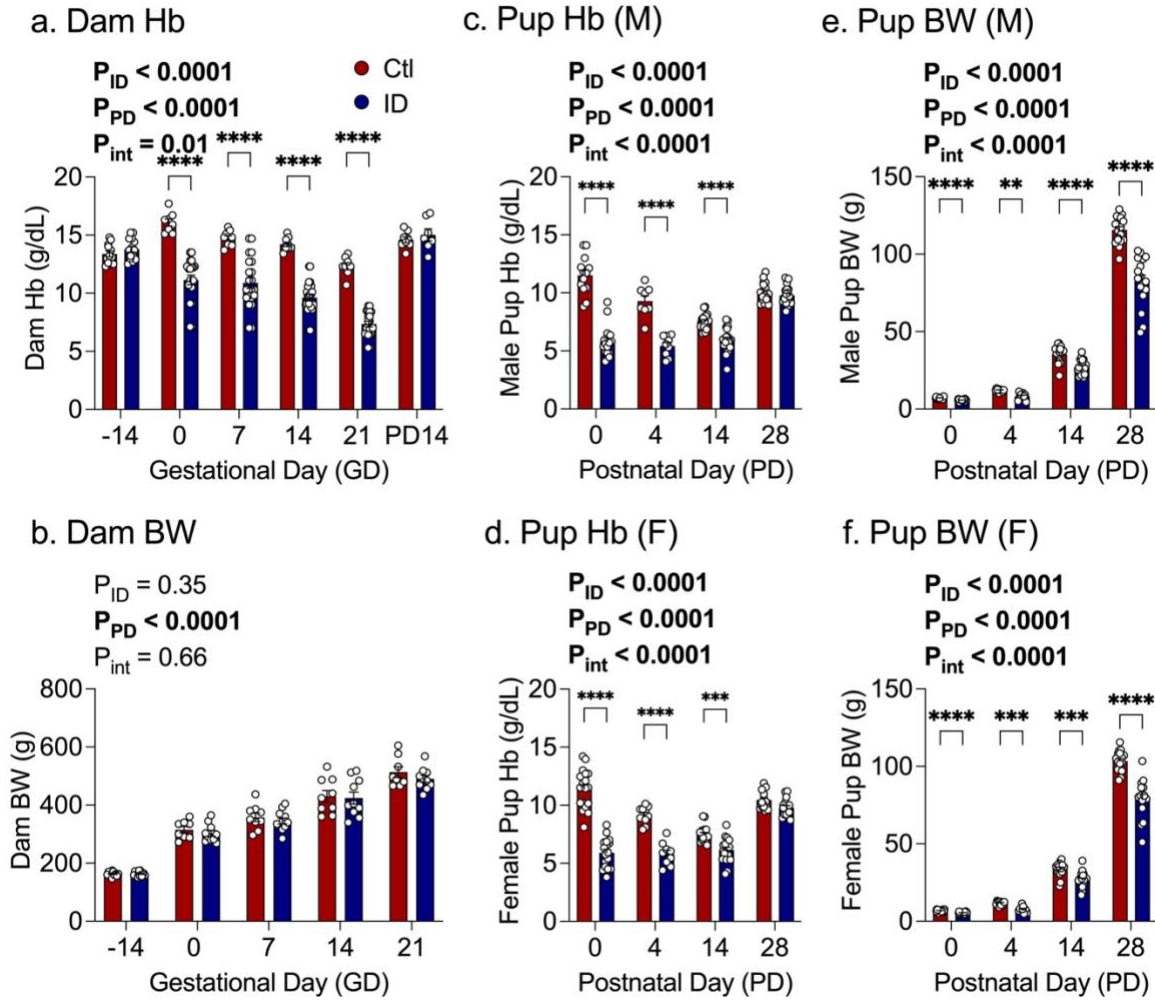 a. Dam Hb
P_ID < 0.0001
P_PD < 0.0001
P_int = 0.01
Ctl
ID
****
****
****
****
Dam Hb (g/dL)
20
15
10
5
0
-14 0 7 14 21 PD14
Gestational Day (GD)
c. Pup Hb (M)
P_ID < 0.0001
P_PD < 0.0001
P_int < 0.0001
****
****
****
Male Pup Hb (g/dL)
20
15
10
5
0
0 4 14 28
Postnatal Day (PD)
e. Pup BW (M)
P_ID < 0.0001
P_PD < 0.0001
P_int < 0.0001
**** ** **** ****
Male Pup BW (g)
150
100
50
0
0 4 14 28
Postnatal Day (PD)
b. Dam BW
P_ID = 0.35
P_PD < 0.0001
P_int = 0.66
Dam BW (g)
800
600
400
200
0
-14 0 7 14 21
Gestational Day (GD)
d. Pup Hb (F)
P_ID < 0.0001
P_PD < 0.0001
P_int < 0.0001
**** **** ***
Female Pup Hb (g/dL)
20
15
10
5
0
0 4 14 28
Postnatal Day (PD)
f. Pup BW (F)
P_ID < 0.0001
P_PD < 0.0001
P_int < 0.0001
**** *** *** ****
Female Pup BW (g)
150
100
50
0
0 4 14 28
Postnatal Day (PD)